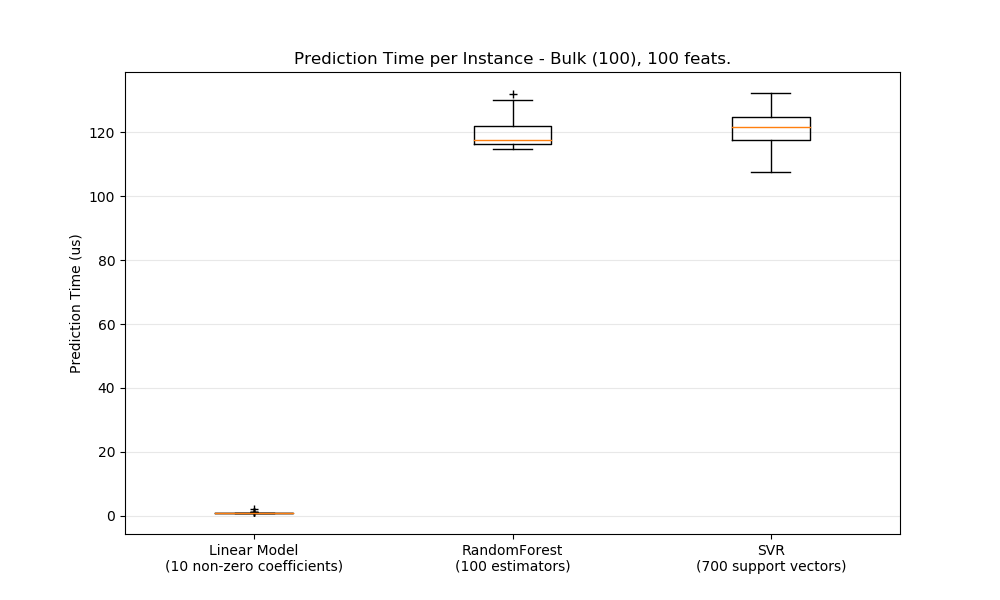 Prediction Time per Instance - Bulk (100), 100 feats.
Prediction Time (us)
120
100
80
60
40
20
0
Linear Model
(10 non-zero coefficients)
RandomForest
(100 estimators)
SVR
(700 support vectors)